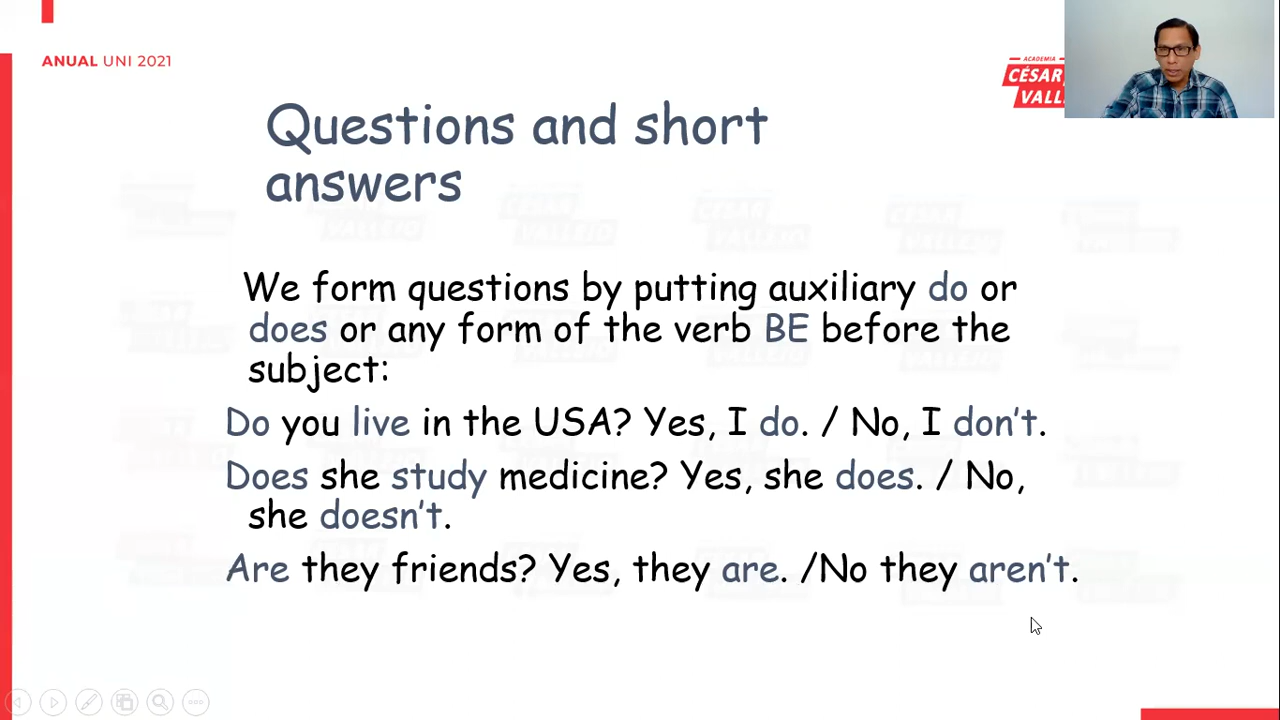 ANUAL UNI 2021
ACADEMIA
CÉSAR
VALL
Questions and short
answers
We form questions by putting auxiliary do or
does or any form of the verb BE before the
subject:
Do you live in the USA? Yes, I do. / No, I don’t.
Does she study medicine? Yes, she does. / No,
she doesn’t.
Are they friends? Yes, they are. /No they aren’t.